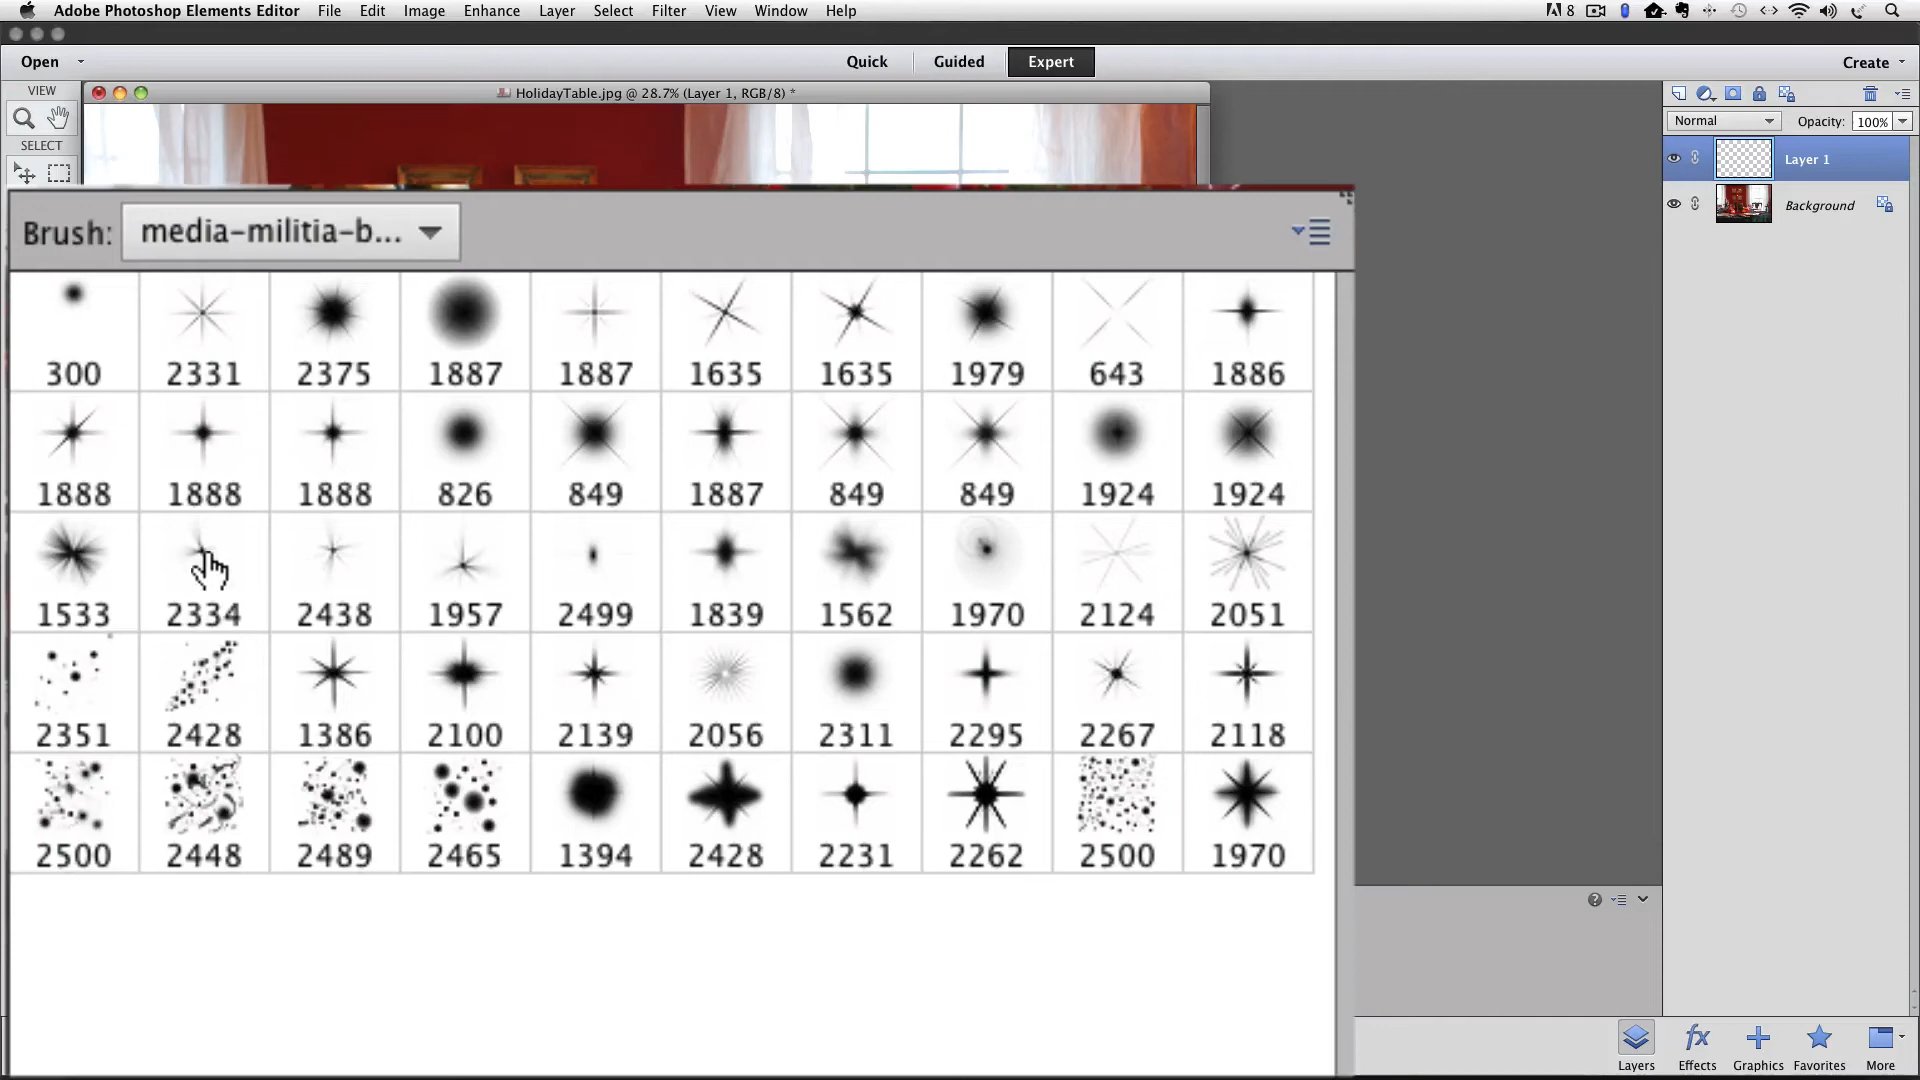 Adobe Photoshop Elements Editor File Edit Image Enhance Layer Select Filter View Window Help 8
Open Quick Guided Expert Create
VIEW
HolidayTable.jpg @ 28.7% (Layer 1, RGB/8) *
Normal Opacity: 100%
SELECT
Layer 1
Background
Brush: media-militia-b...
300 2331 2375 1887 1887 1635 1635 1979 643 1886
1888 1888 1888 826 849 1887 849 849 1924 1924
1533 2334 2438 1957 2499 1839 1562 1970 2124 2051
2351 2428 1386 2100 2139 2056 2311 2295 2267 2118
2500 2448 2489 2465 1394 2428 2231 2262 2500 1970
Layers Effects Graphics Favorites More